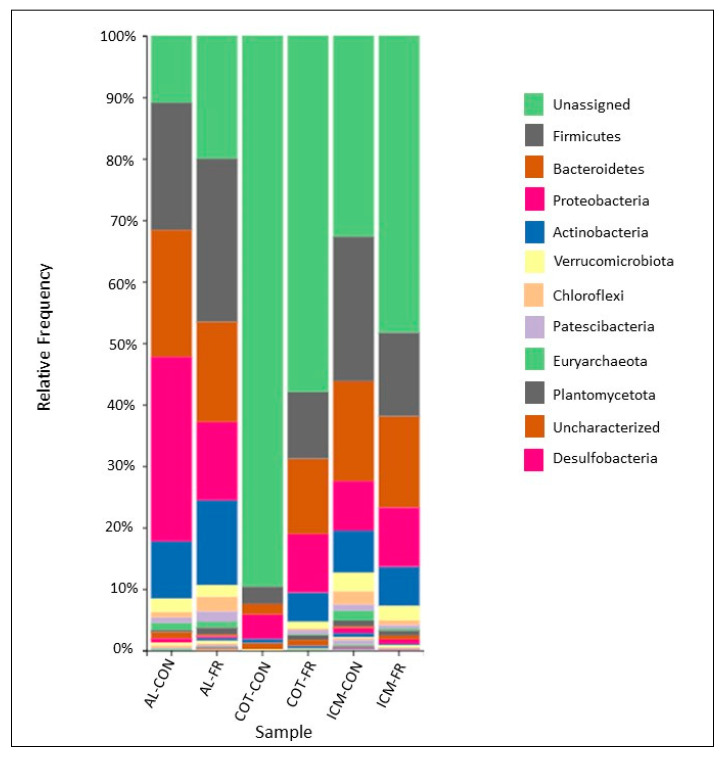 100%
90%
80%
70%
60%
50%
40%
30%
20%
10%
0%
Relative Frequency
AL-CON
AL-FR
COT-CON
COT-FR
ICM-CON
ICM-FR
Sample
Unassigned
Firmicutes
Bacteroidetes
Proteobacteria
Actinobacteria
Verrucomicrobiota
Chloroflexi
Patescibacteria
Euryarchaeota
Plantomycetota
Uncharacterized
Desulfobacteria